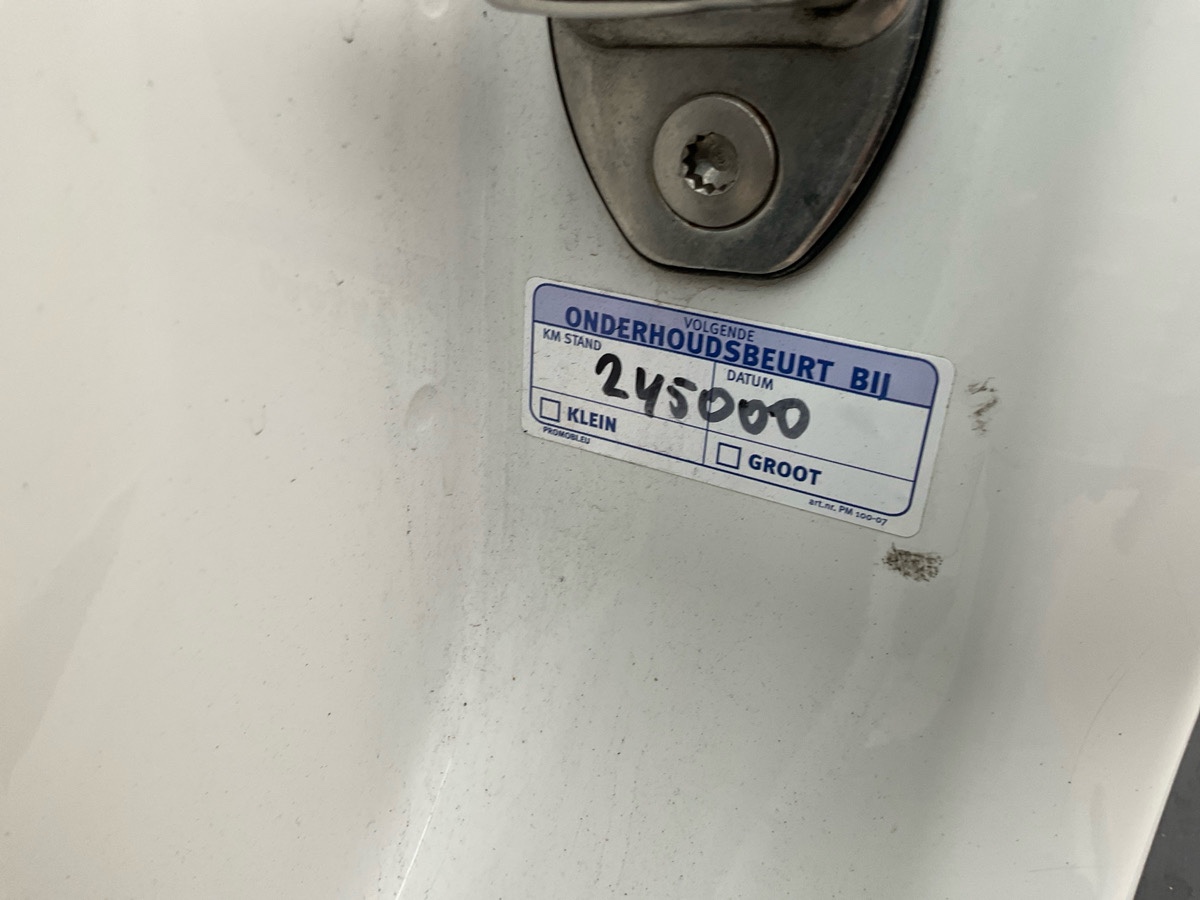 VOLGENDE
ONDERHOUDSBEURT BIJ
KM STAND
DATUM
245000
KLEIN
GROOT
PROMOBLEU
art.nr. PM 100-07